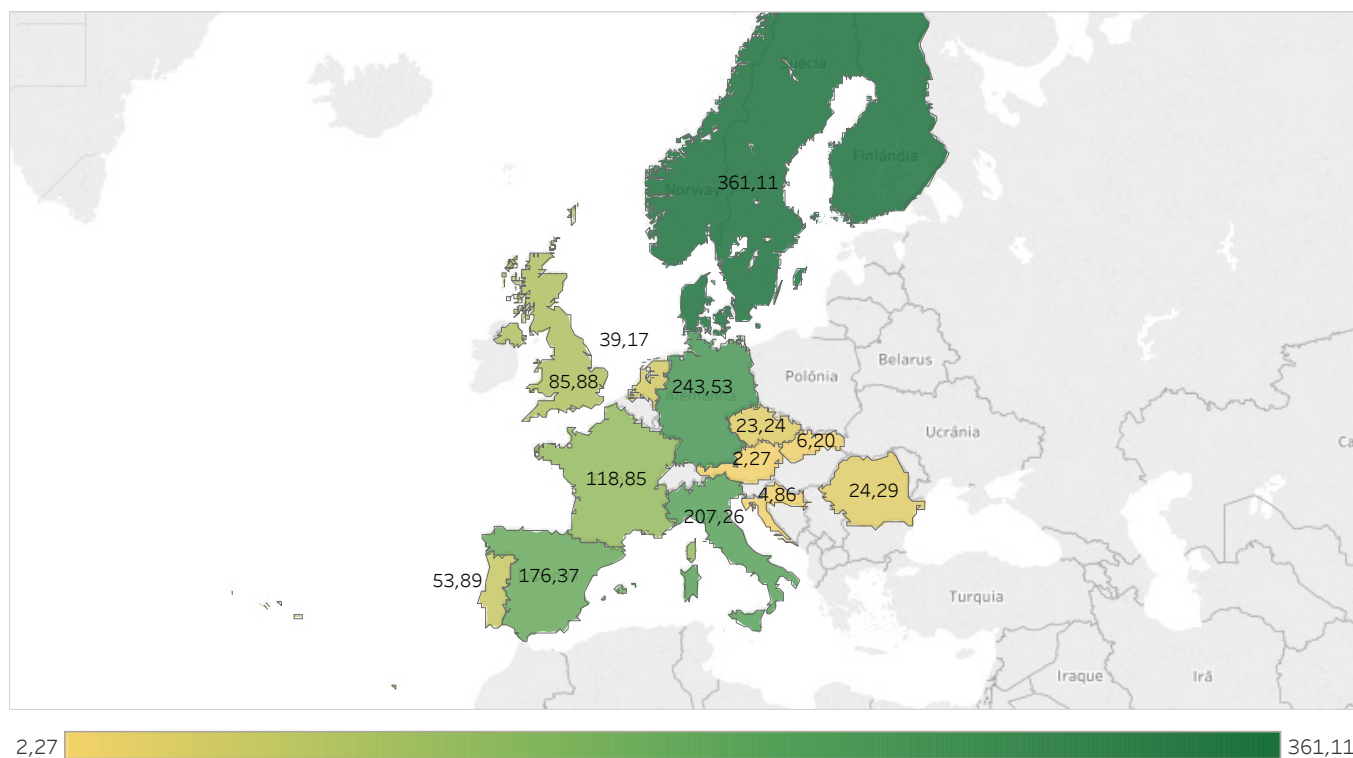 Suécia
Finlândia
Norway
361,11
39,17
Belarus
85,88
243,53
Polónia
Alemanha
23,24
Ucrânia
6,20
2,27
118,85
4,86
24,29
207,26
53,89
176,37
Turquia
Iraque
Irã
2,27
361,11